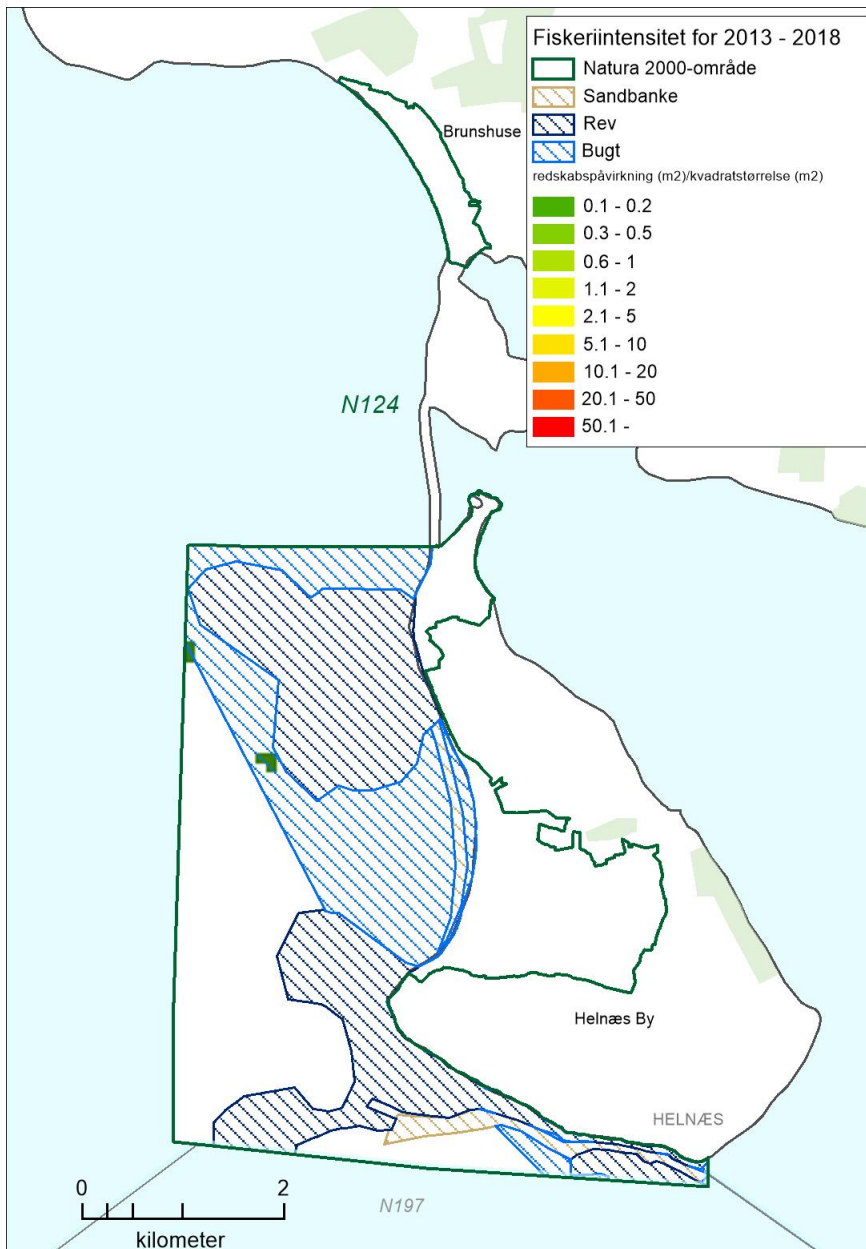 Fiskeriintensitet for 2013 - 2018
Natura 2000-område
Sandbanke
Rev
Bugt
redskabspåvirkning (m2)/kvadratstørrelse (m2)
0.1 - 0.2
0.3 - 0.5
0.6 - 1
1.1 - 2
2.1 - 5
5.1 - 10
10.1 - 20
20.1 - 50
50.1 -
Brunshuse
N124
Helnæs By
HELNÆS
0 2
kilometer
N197